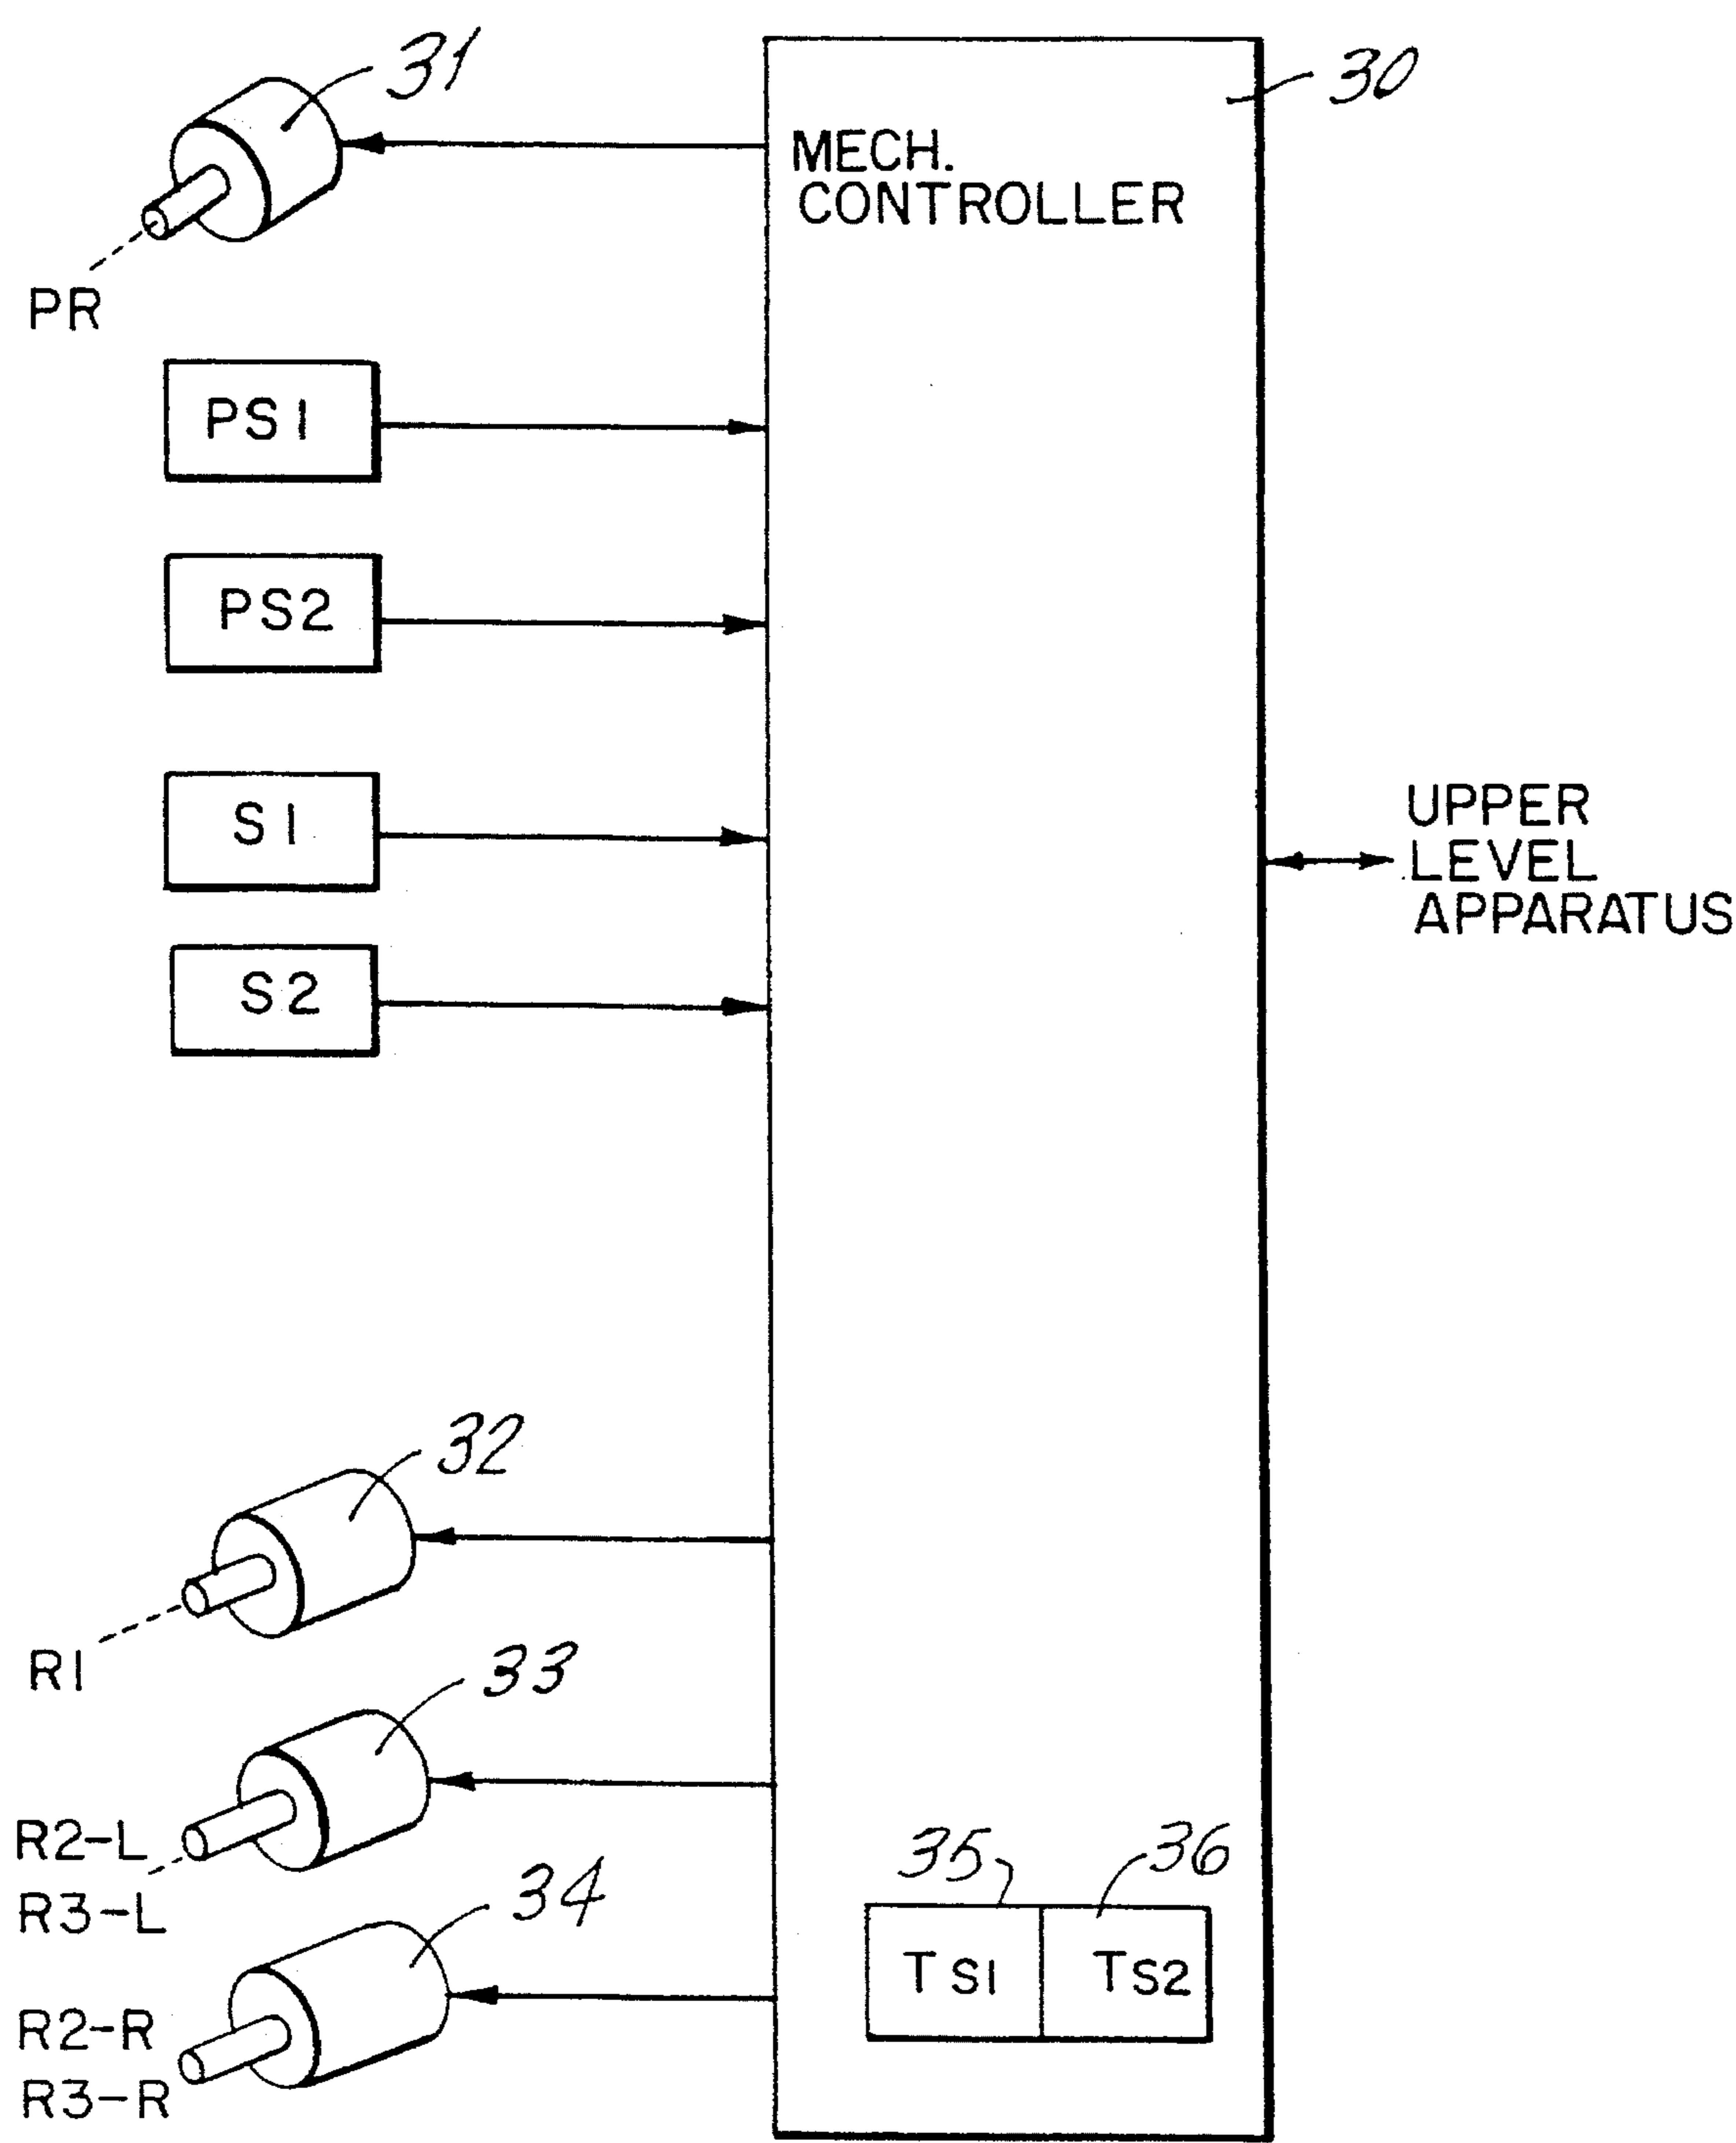 31
30
MECH.
CONTROLLER
PR
PS1
PS2
S1
UPPER
LEVEL
APPARATUS
S2
32
R1
33
R2-L
R3-L
34
35
36
TS1
TS2
R2-R
R3-R